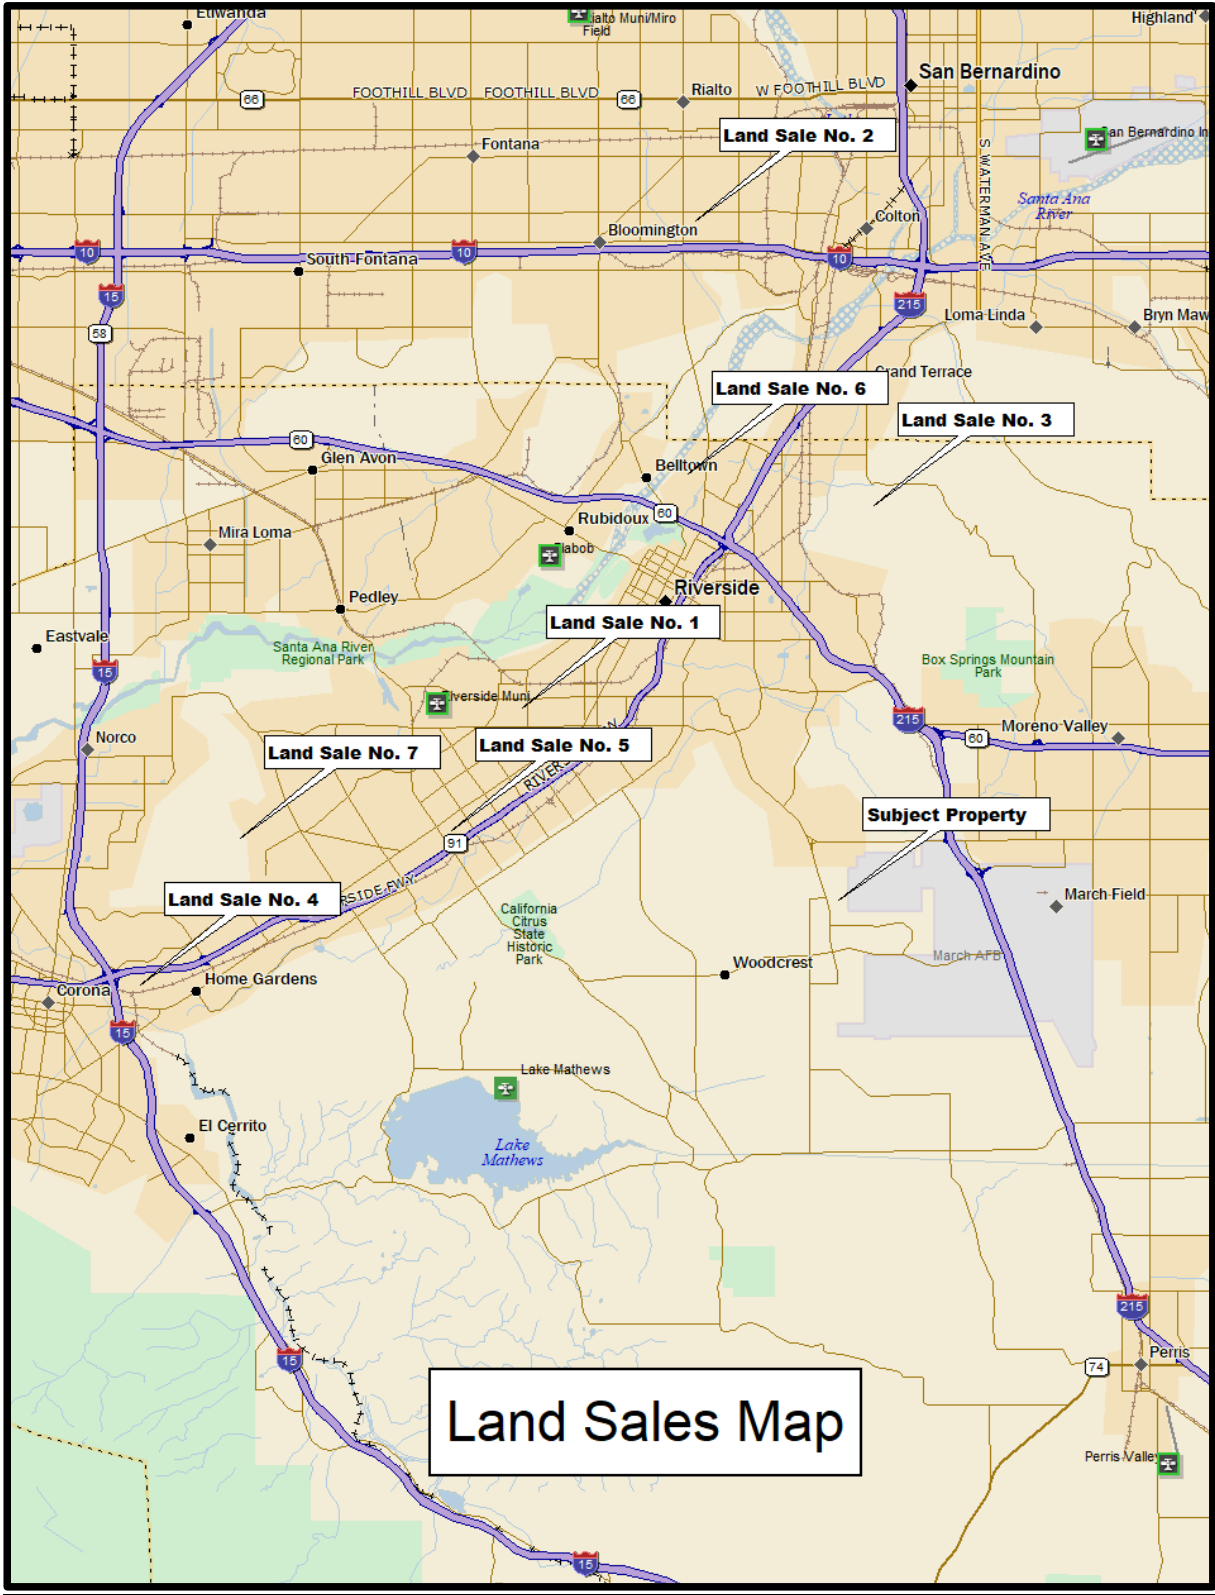 Etiwanda
Rialto Muni/Miro
Field
Highland
San Bernardino
66
FOOTHILL BLVD
FOOTHILL BLVD
66
Rialto
W FOOTHILL BLVD
Land Sale No. 2
San Bernardino In
Fontana
S WATERMAN AVE
Santa Ana
River
Colton
Bloomington
10
South Fontana
10
10
15
215
58
Loma Linda
Bryn Maw
Grand Terrace
Land Sale No. 6
Land Sale No. 3
60
Glen Avon
Belltown
60
Rubidoux
Mira Loma
Flabob
Riverside
Pedley
Land Sale No. 1
Eastvale
Santa Ana River
Regional Park
Box Springs Mountain
Park
15
Riverside Muni
215
Moreno Valley
60
Norco
Land Sale No. 5
Land Sale No. 7
RIVERS
N
Subject Property
91
RSIDE FWY
Land Sale No. 4
March Field
California
Citrus
State
Historic
Park
March AFB
Woodcrest
Home Gardens
Corona
15
Lake Mathews
El Cerrito
Lake
Mathews
215
Perris
15
74
Land Sales Map
Perris Valley
15